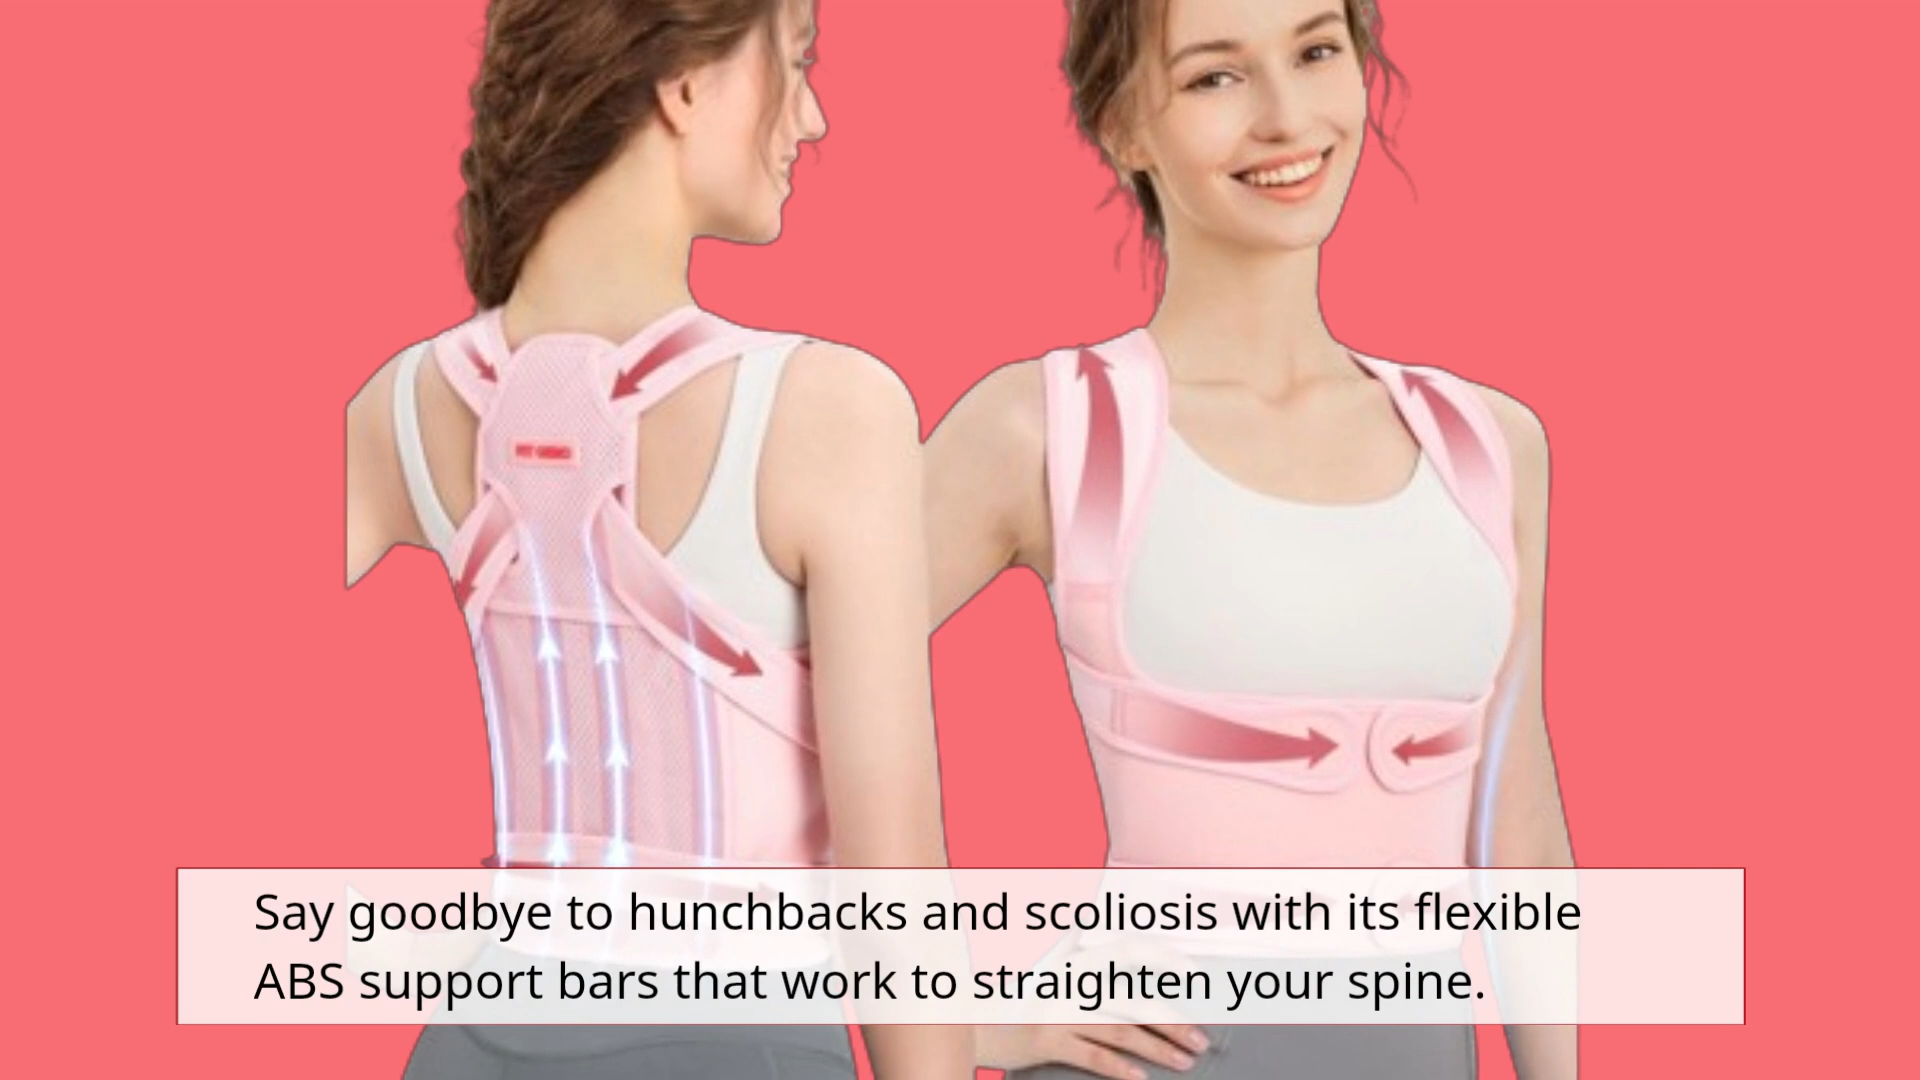 Say goodbye to hunchbacks and scoliosis with its flexible
ABS support bars that work to straighten your spine.